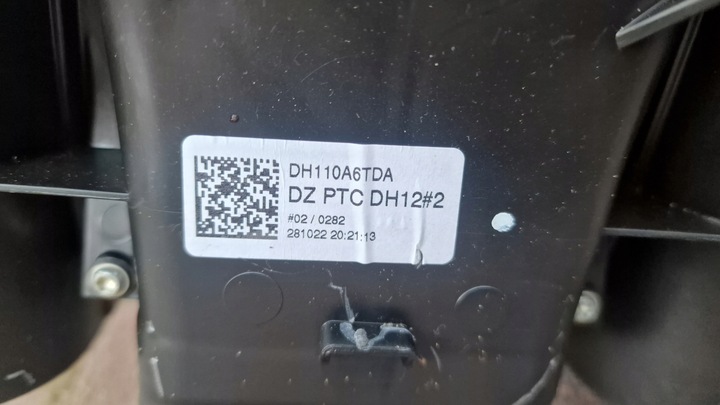 DH110A6TDA
DZ PTC DH12#2
#02 / 0282
281022 20:21:13